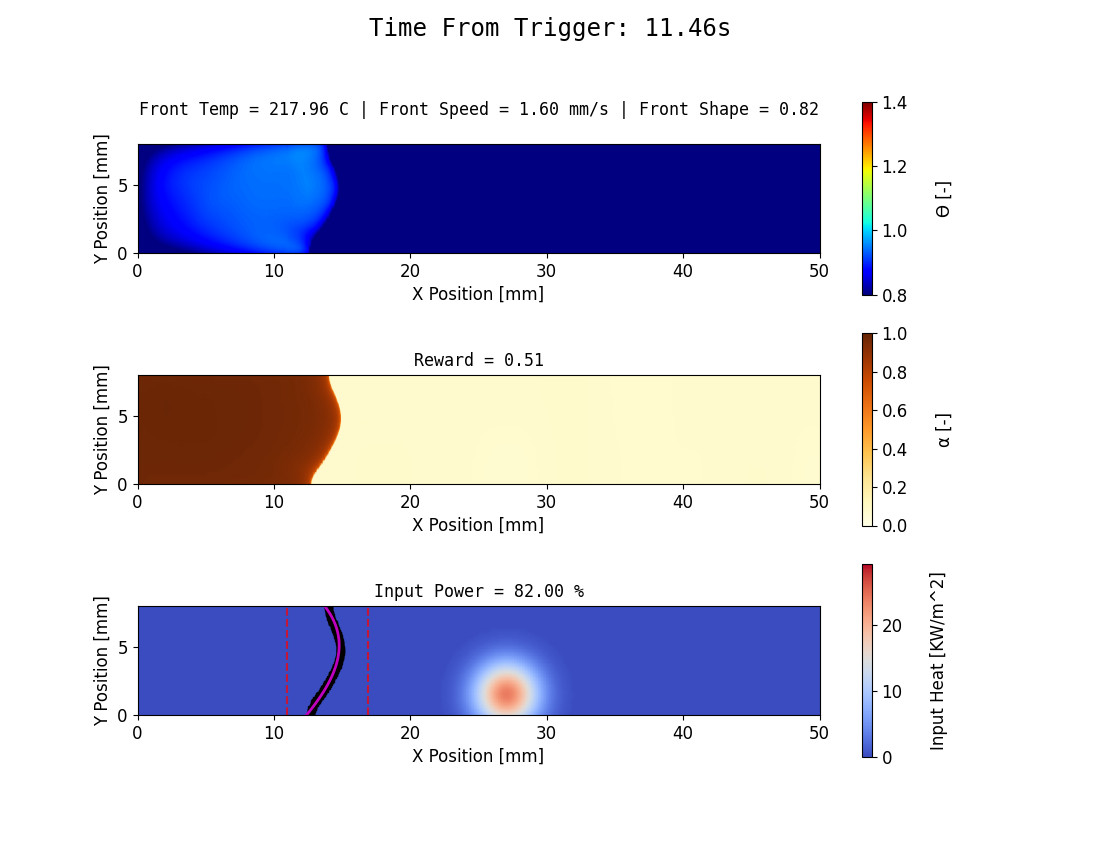 Time From Trigger: 11.46s
Front Temp = 217.96 C | Front Speed = 1.60 mm/s | Front Shape = 0.82
Y Position [mm]
5
0
0 10 20 30 40 50
X Position [mm]
1.4
1.2
1.0
0.8
Θ [-]
Reward = 0.51
Y Position [mm]
5
0
0 10 20 30 40 50
X Position [mm]
1.0
0.8
0.6
0.4
0.2
0.0
α [-]
Input Power = 82.00 %
Y Position [mm]
5
0
0 10 20 30 40 50
X Position [mm]
20
10
0
Input Heat [KW/m^2]